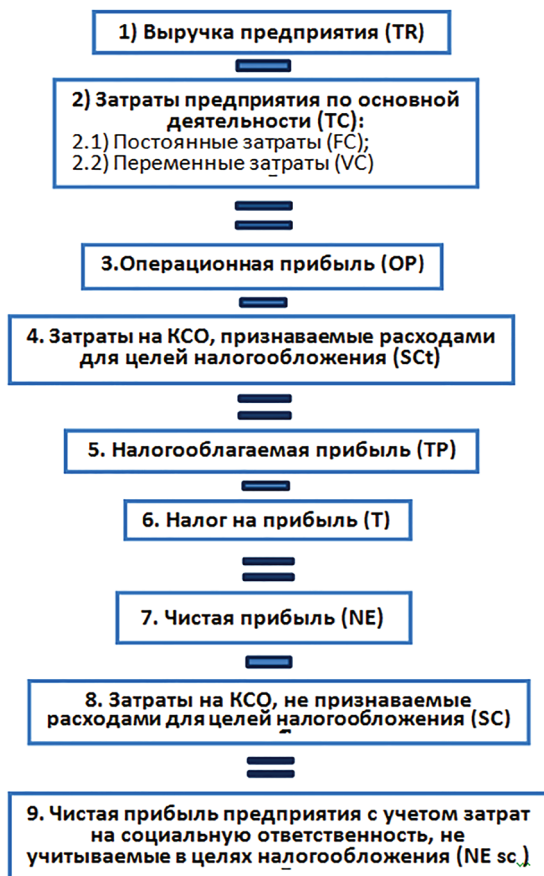 1) Выручка предприятия (TR)
2) Затраты предприятия по основной
деятельности (TC):
2.1) Постоянные затраты (FC);
2.2) Переменные затраты (VC)
3.Операционная прибыль (OP)
4. Затраты на КСО, признаваемые расходами
для целей налогообложения (SCt)
5. Налогооблагаемая прибыль (TP)
6. Налог на прибыль (T)
7. Чистая прибыль (NE)
8. Затраты на КСО, не признаваемые
расходами для целей налогообложения (SC)
9. Чистая прибыль предприятия с учетом затрат
на социальную ответственность, не
учитываемые в целях налогообложения (NE sc )